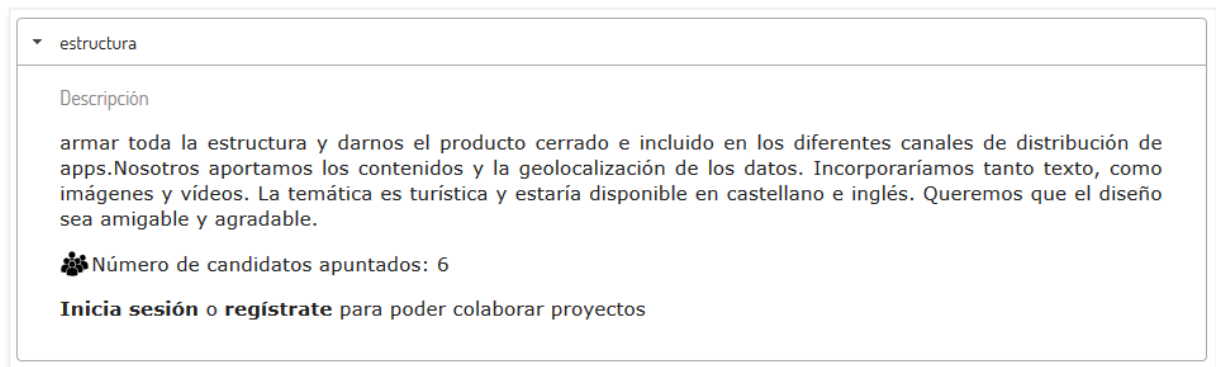 estructura
Descripción
armar toda la estructura y darnos el producto cerrado e incluido en los diferentes canales de distribución de
apps.Nosotros aportamos los contenidos y la geolocalización de los datos. Incorporaríamos tanto texto, como
imágenes y vídeos. La temática es turística y estaría disponible en castellano e inglés. Queremos que el diseño
sea amigable y agradable.
Número de candidatos apuntados: 6
Inicia sesión o regístrate para poder colaborar proyectos